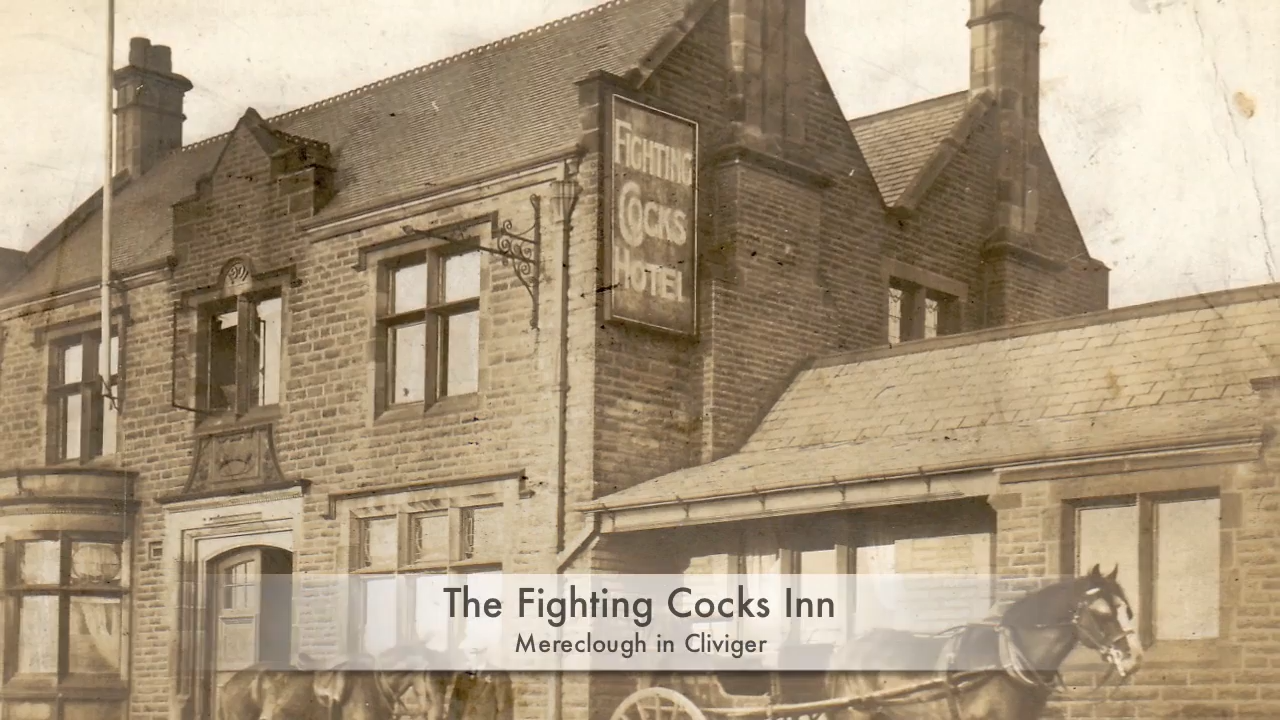 FIGHTING
COCKS
HOTEL
The Fighting Cocks Inn
Mereclough in Cliviger